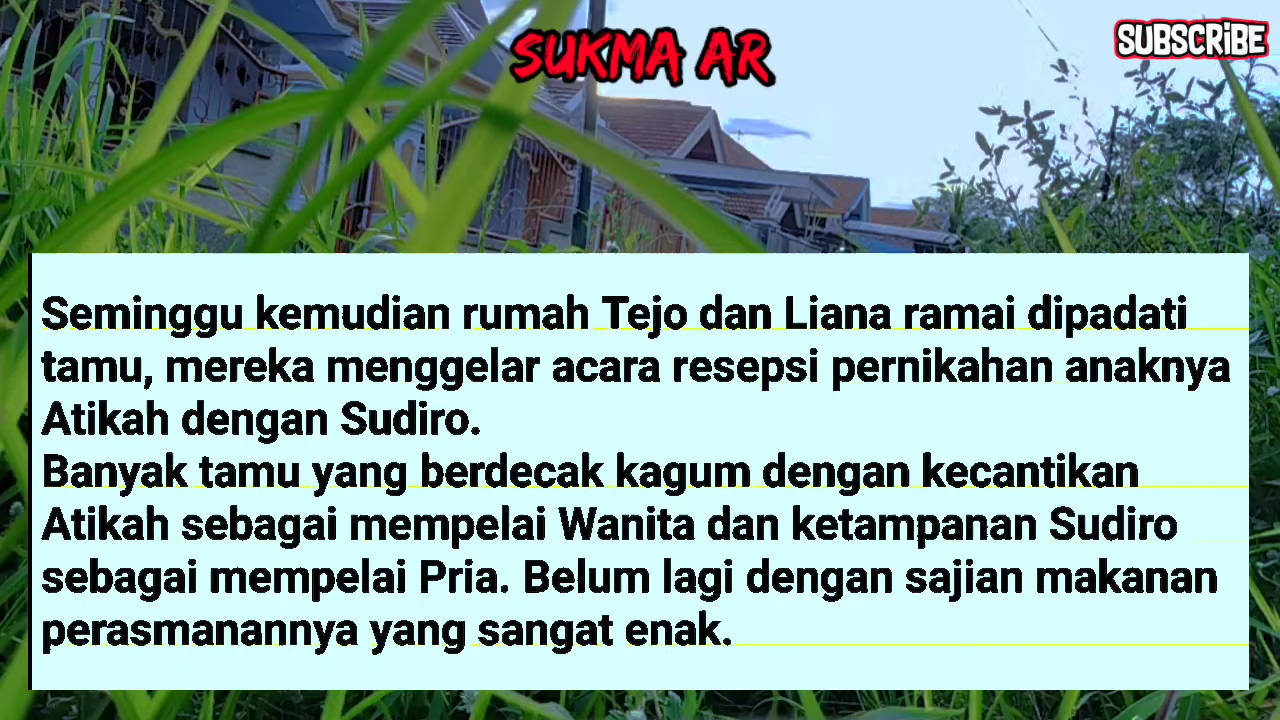 SUKMA AR
SUBSCRIBE
Seminggu kemudian rumah Tejo dan Liana ramai dipadati
tamu, mereka menggelar acara resepsi pernikahan anaknya
Atikah dengan Sudiro.
Banyak tamu yang berdecak kagum dengan kecantikan
Atikah sebagai mempelai Wanita dan ketampanan Sudiro
sebagai mempelai Pria. Belum lagi dengan sajian makanan
perasmanannya yang sangat enak.